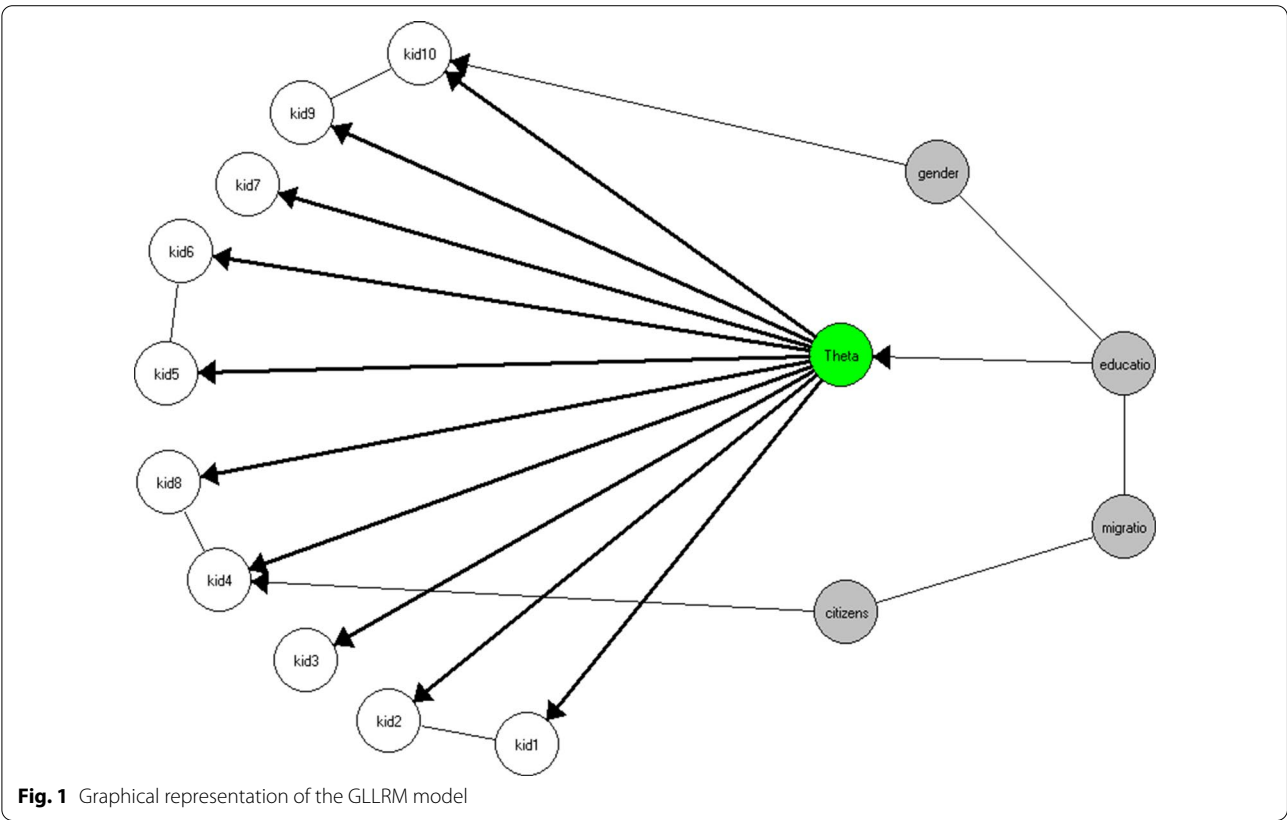 kid10
kid9
gender
kid7
kid6
Theta
educatio
kid5
kid8
migratio
kid4
citizens
kid3
kid2
kid1
Fig. 1 Graphical representation of the GLLRM model